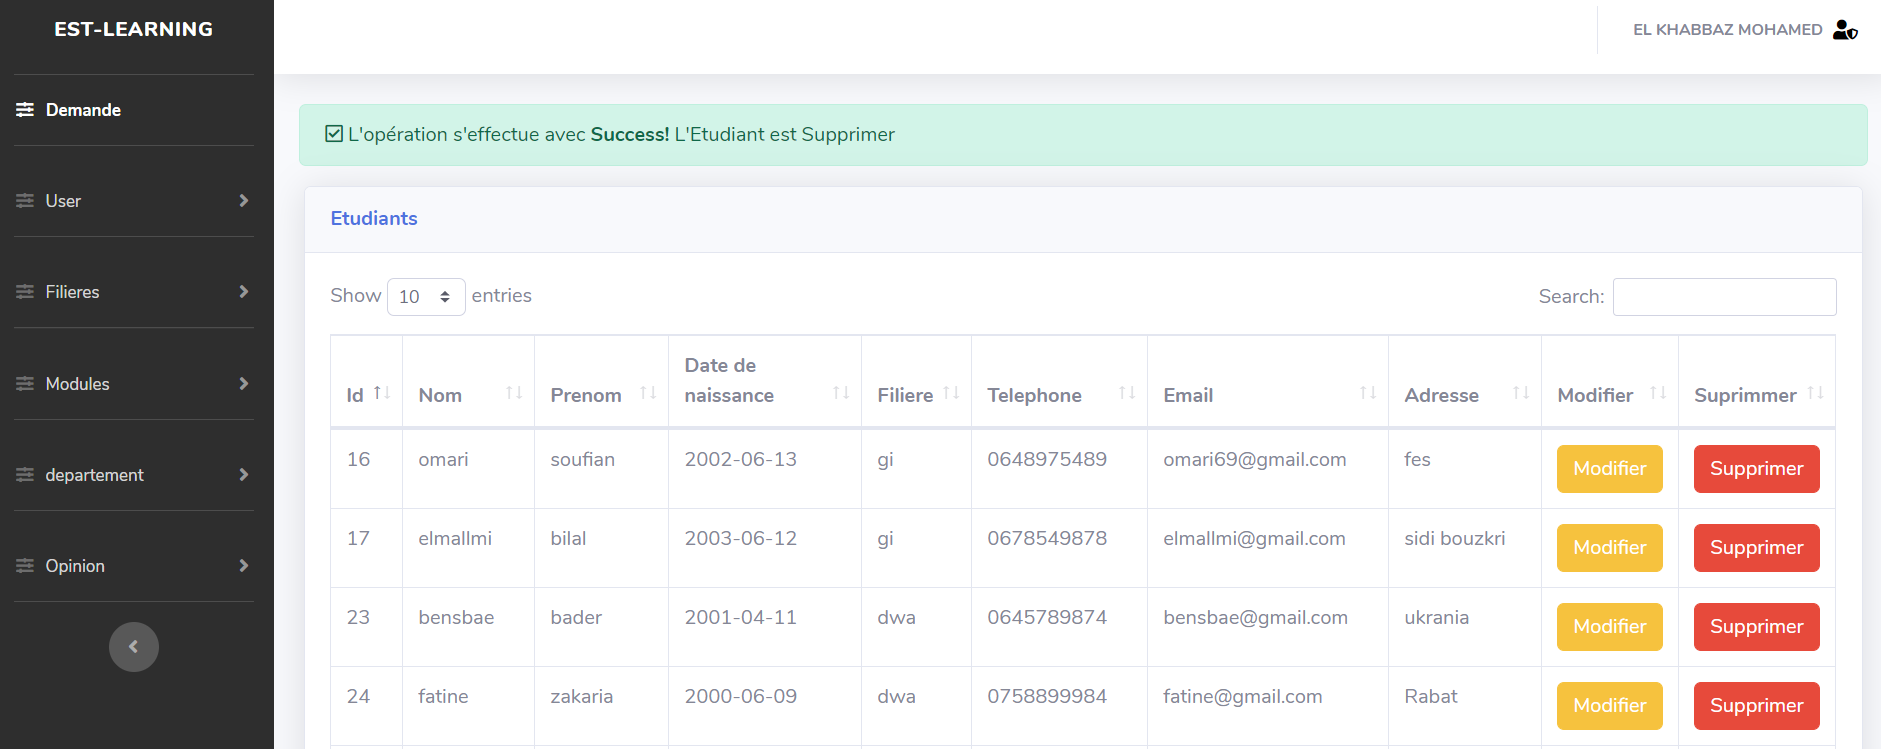 EST-LEARNING
EL KHABBAZ MOHAMED
Demande
User
Filieres
Modules
departement
Opinion
L'opération s'effectue avec Success! L'Etudiant est Supprimer
Etudiants
Show 10 entries
Search:
Id Nom Prenom Date de naissance Filiere Telephone Email Adresse Modifier Suprimmer
16 omari soufian 2002-06-13 gi 0648975489 omari69@gmail.com fes Modifier Supprimer
17 elmallmi bilal 2003-06-12 gi 0678549878 elmallmi@gmail.com sidi bouzkri Modifier Supprimer
23 bensbae bader 2001-04-11 dwa 0645789874 bensbae@gmail.com ukrania Modifier Supprimer
24 fatine zakaria 2000-06-09 dwa 0758899984 fatine@gmail.com Rabat Modifier Supprimer